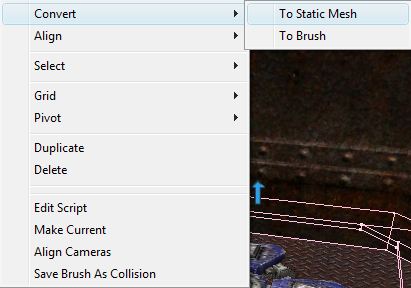 Convert
To Static Mesh
To Brush
Align
Select
Grid
Pivot
Duplicate
Delete
Edit Script
Make Current
Align Cameras
Save Brush As Collision